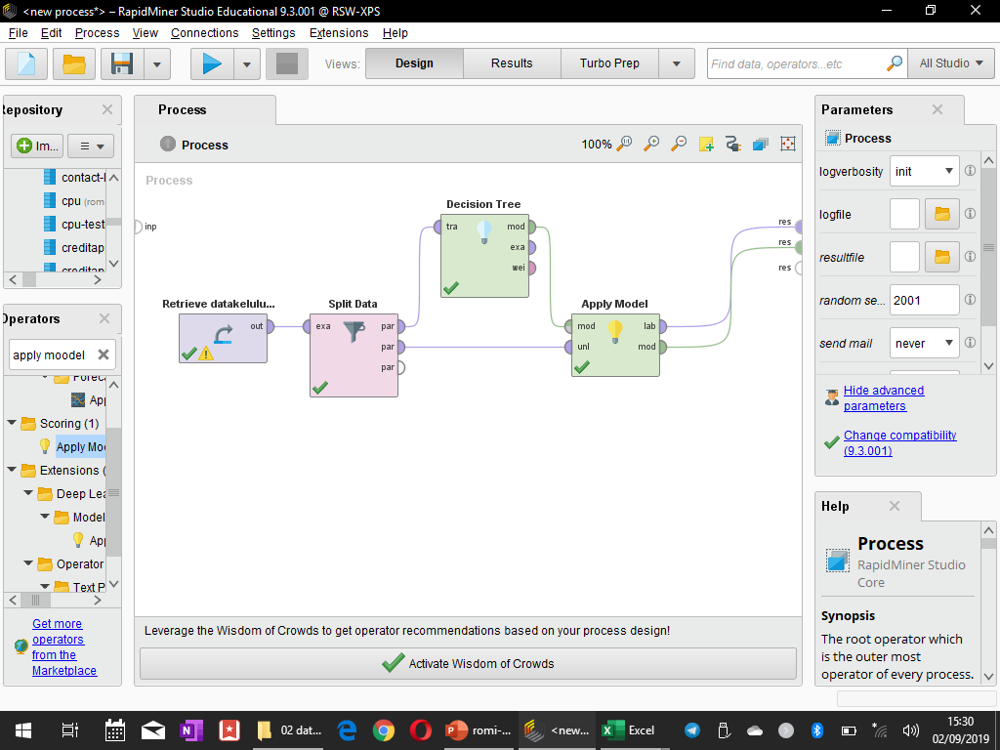 <new process*> – RapidMiner Studio Educational 9.3.001 @ RSW-XPS
File Edit Process View Connections Settings Extensions Help
Views: Design Results Turbo Prep
Find data, operators...etc
All Studio
Repository
Im...
contact-l
cpu (rom
cpu-test
creditap
creditap
Operators
apply moodel
Foreca
App
Scoring (1)
Apply Mo
Extensions (
Deep Lea
Model
App
Operator
Text P
Get more
operators
from the
Marketplace
Process
Process
100%
Process
inp
Retrieve datakelulu...
out
Split Data
exa par
par
par
Decision Tree
tra mod
exa
wei
Apply Model
mod lab
unl mod
res
res
res
Leverage the Wisdom of Crowds to get operator recommendations based on your process design!
Activate Wisdom of Crowds
Parameters
Process
logverbosity init
logfile
resultfile
random se... 2001
send mail never
Hide advanced
parameters
Change compatibility
(9.3.001)
Help
Process
RapidMiner Studio
Core
Synopsis
The root operator which
is the outer most
operator of every process.
02 dat...
romi-...
<new...
Excel
15:30
02/09/2019